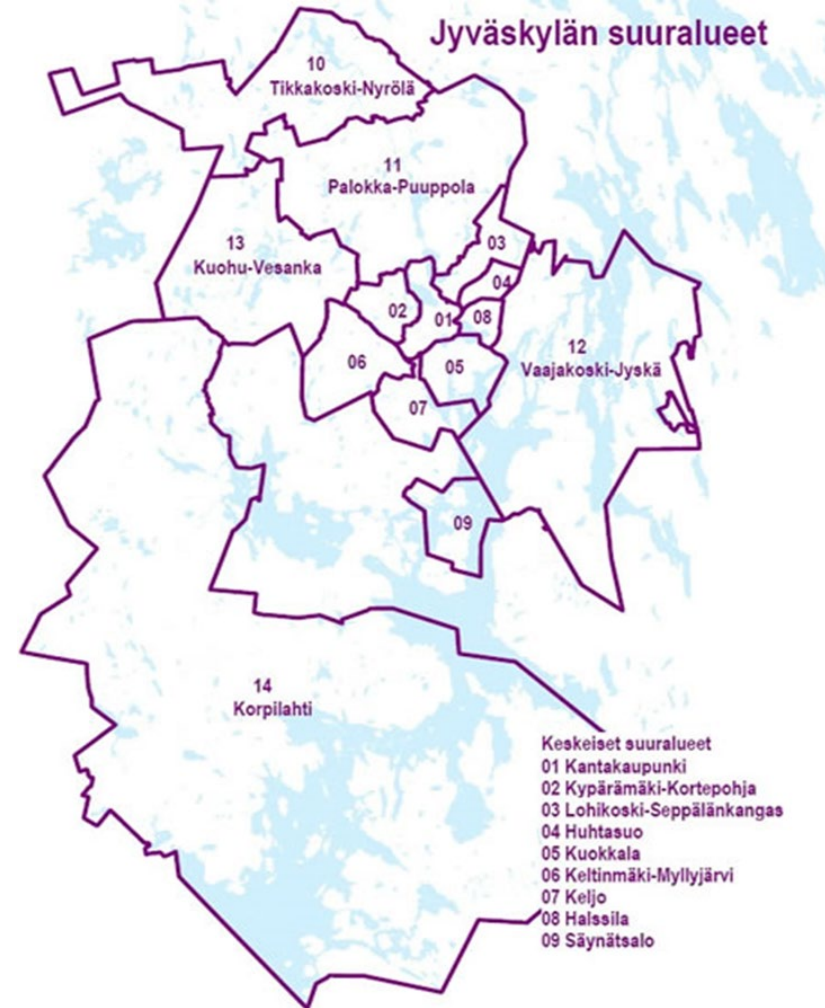 Jyväskylän suuralueet
10
Tikkakoski-Nyrölä
11
Palokka-Puuppola
03
13
Kuohu-Vesanka
04
02
01
08
12
Vaajakoski-Jyskä
06
05
07
09
14
Korpilahti
Keskeiset suuralueet
01 Kantakaupunki
02 Kypärämäki-Kortepohja
03 Lohikoski-Seppälänkangas
04 Huhtasuo
05 Kuokkala
06 Keltinmäki-Myllyjärvi
07 Keljo
08 Halssila
09 Säynätsalo